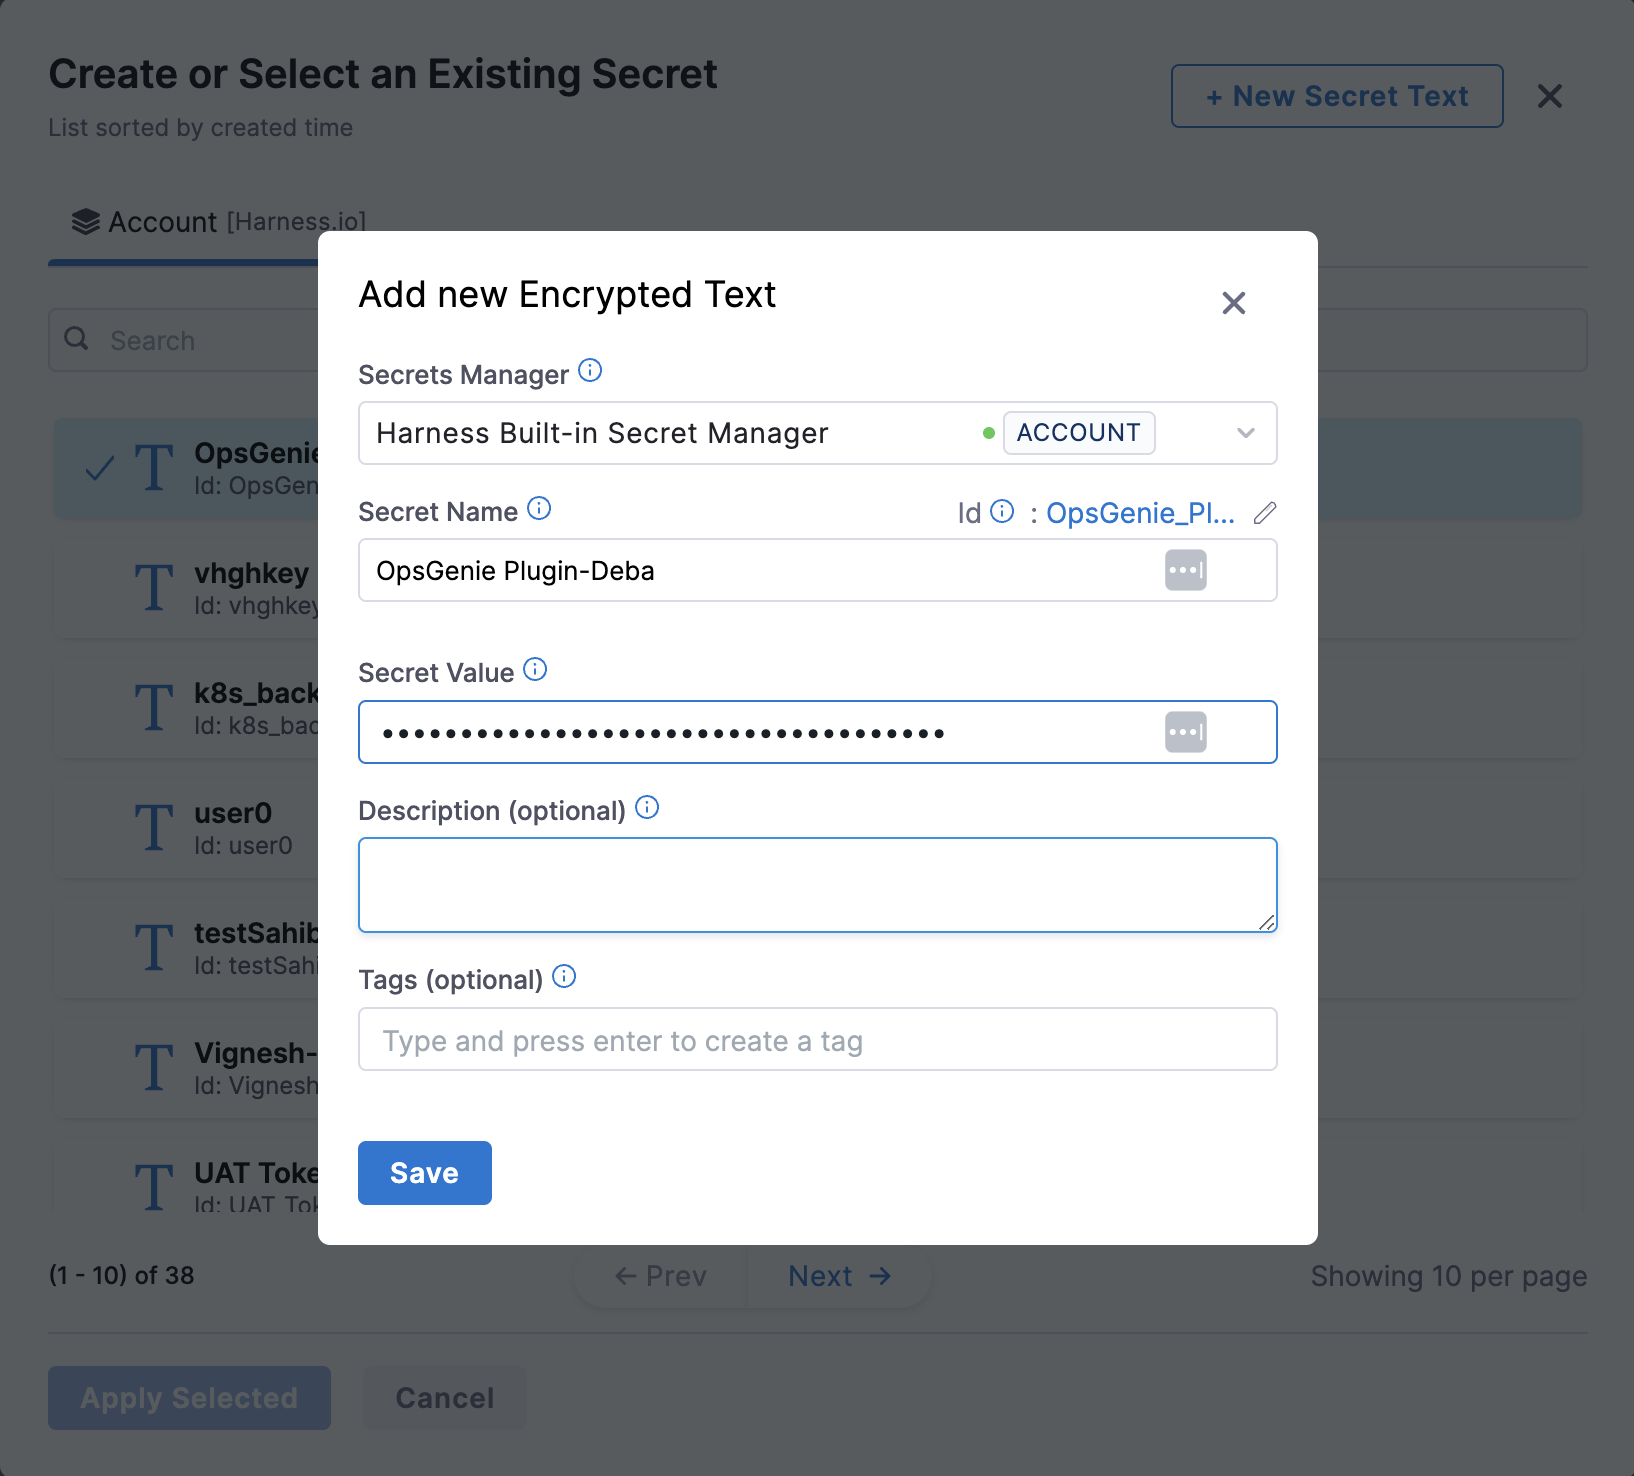 Create or Select an Existing Secret
List sorted by created time
+ New Secret Text
Account [Harness.io]
Search
Add new Encrypted Text
Secrets Manager
Harness Built-in Secret Manager
ACCOUNT
Secret Name
Id : OpsGenie_Pl...
OpsGenie Plugin-Deba
Secret Value
Description (optional)
Tags (optional)
Type and press enter to create a tag
Save
OpsGenie
Id: OpsGen
vhghkey
Id: vhghkey
k8s_back
Id: k8s_bac
user0
Id: user0
testSahib
Id: testSahi
Vignesh-
Id: Vignesh
UAT Toke
Id: UAT Tok
(1 - 10) of 38
← Prev
Next →
Showing 10 per page
Apply Selected
Cancel